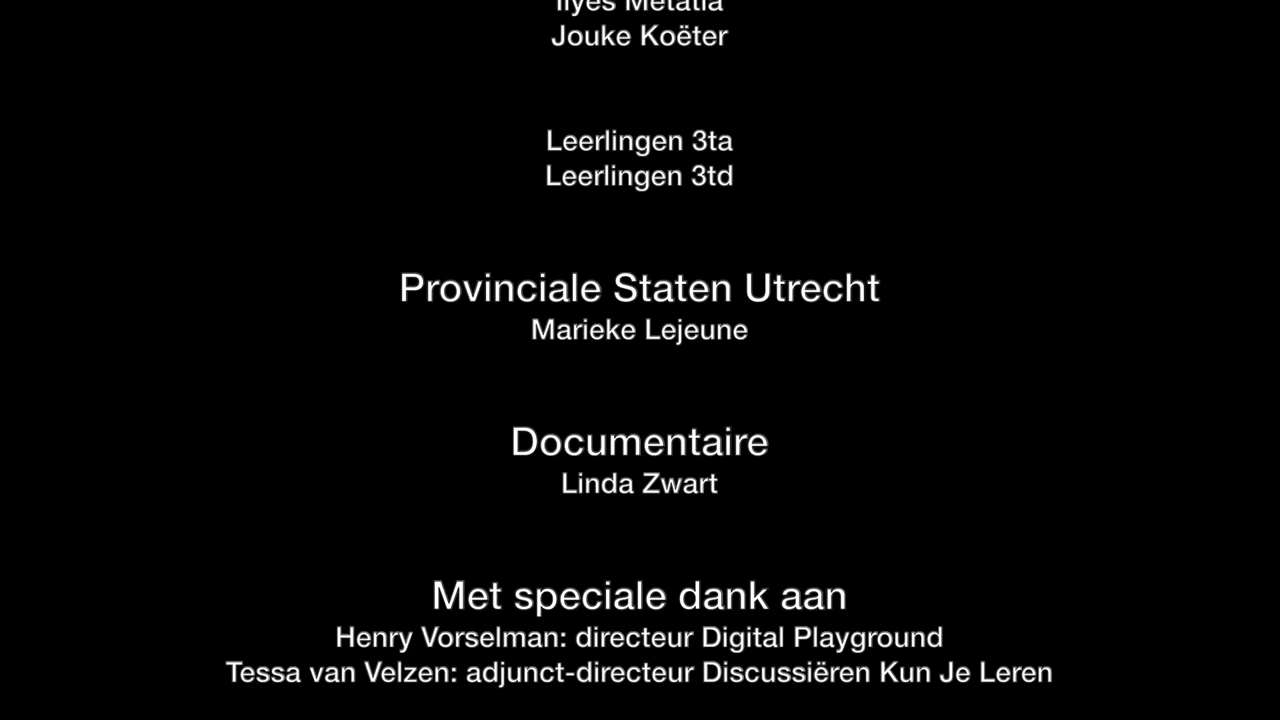 Ilyes Metatla
Jouke Koëter
Leerlingen 3ta
Leerlingen 3td
Provinciale Staten Utrecht
Marieke Lejeune
Documentaire
Linda Zwart
Met speciale dank aan
Henry Vorselman: directeur Digital Playground
Tessa van Velzen: adjunct-directeur Discussiëren Kun Je Leren